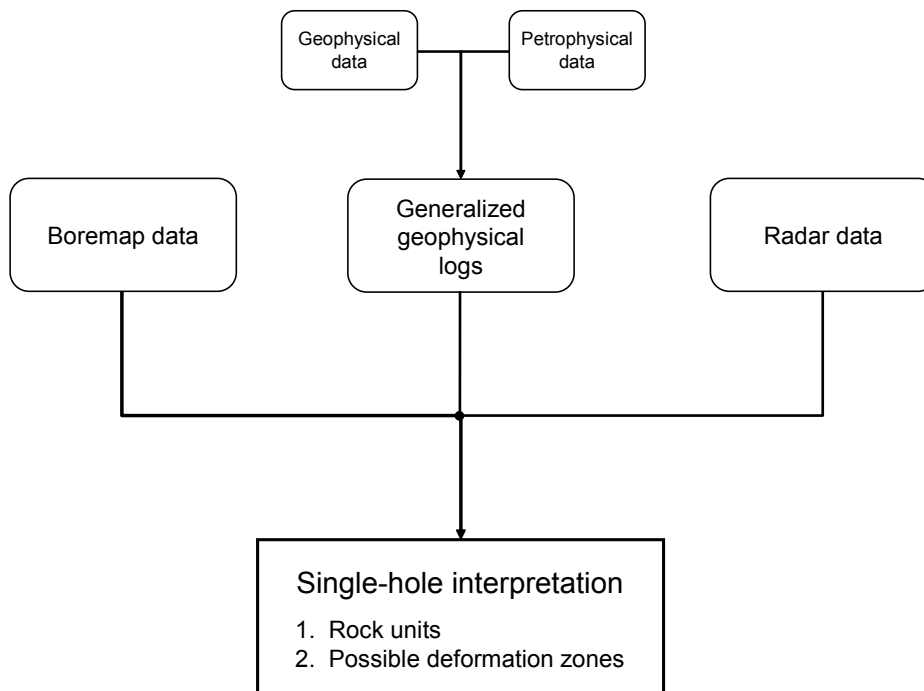 Geophysical
data
Petrophysical
data
Boremap data
Generalized
geophysical
logs
Radar data
Single-hole interpretation
1. Rock units
2. Possible deformation zones